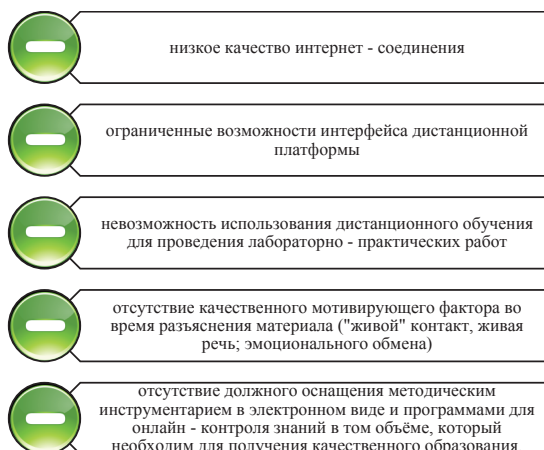 низкое качество интернет - соединения
ограниченные возможности интерфейса дистанционной
платформы
невозможность использования дистанционного обучения
для проведения лабораторно - практических работ
отсутствие качественного мотивирующего фактора во
время разъяснения материала ("живой" контакт, живая
речь; эмоционального обмена)
отсутствие должного оснащения методическим
инструментарием в электронном виде и программами для
онлайн - контроля знаний в том объёме, который
необходим для получения качественного образования